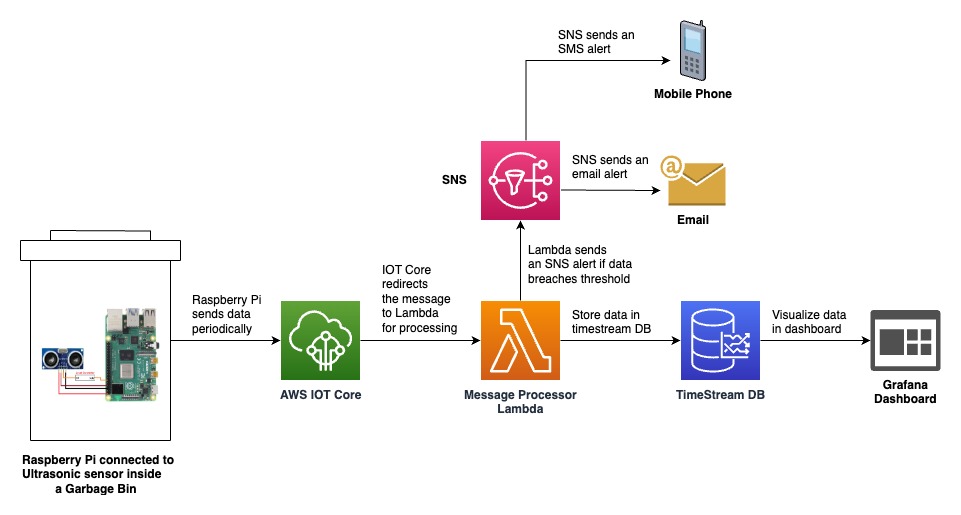 SNS sends an
SMS alert
Mobile Phone
SNS
SNS sends an
email alert
Email
Lambda sends
an SNS alert if data
breaches threshold
IOT Core
redirects
the message
to Lambda
for processing
Raspberry Pi
sends data
periodically
Store data in
timestream DB
Visualize data
in dashboard
AWS IOT Core
Message Processor
Lambda
TimeStream DB
Grafana
Dashboard
Raspberry Pi connected to
Ultrasonic sensor inside
a Garbage Bin